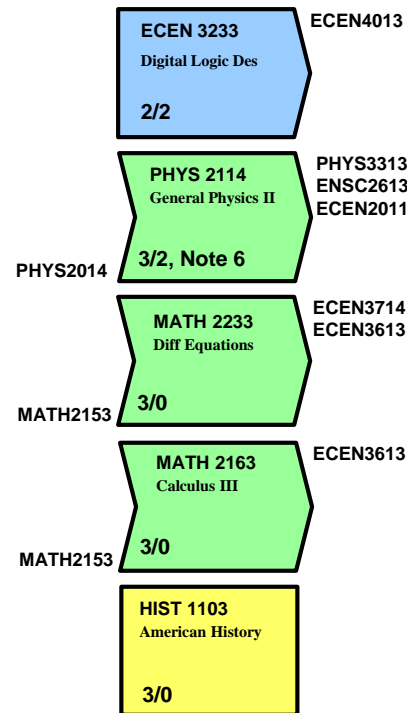 ECEN 3233
Digital Logic Des
2/2
ECEN4013
PHYS 2114
General Physics II
3/2, Note 6
PHYS3313
ENSC2613
ECEN2011
PHYS2014
MATH 2233
Diff Equations
3/0
ECEN3714
ECEN3613
MATH2153
MATH 2163
Calculus III
3/0
ECEN3613
MATH2153
HIST 1103
American History
3/0